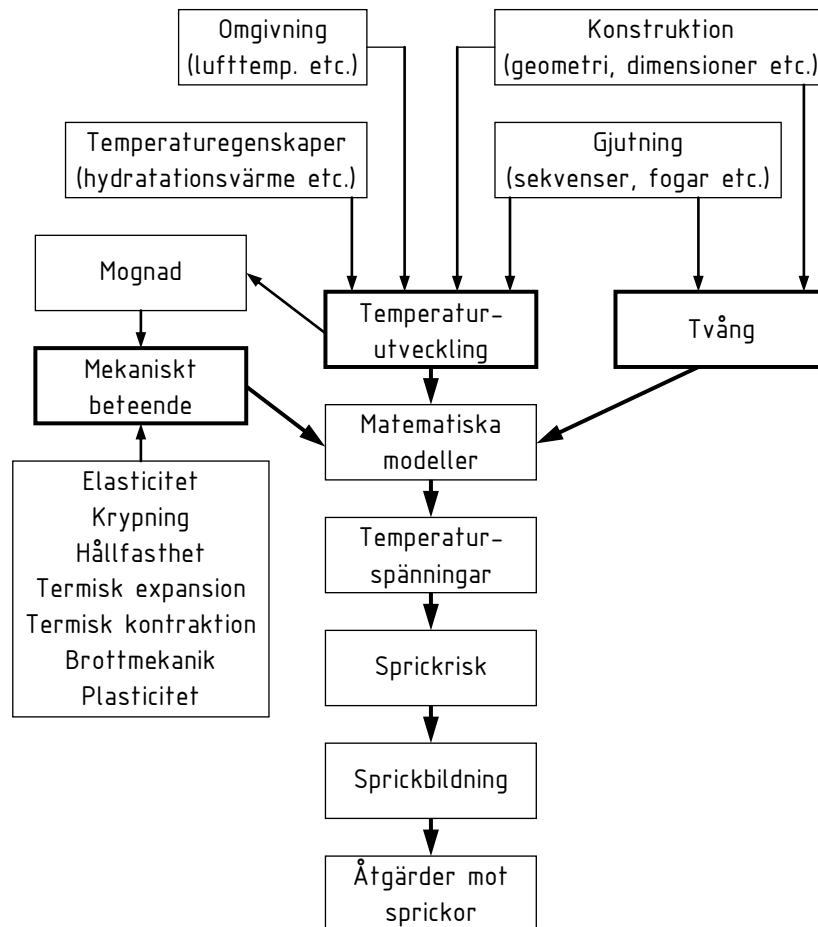 Omgivning
(lufttemp. etc.)
Konstruktion
(geometri, dimensioner etc.)
Temperaturegenskaper
(hydratationsvärme etc.)
Gjutning
(sekvenser, fogar etc.)
Mognad
Temperatur-
utveckling
Tvång
Mekaniskt
beteende
Matematiska
modeller
Elasticitet
Krypning
Hållfasthet
Termisk expansion
Termisk kontraktion
Brottmekanik
Plasticitet
Temperatur-
spänningar
Sprickrisk
Sprickbildning
Åtgärder mot
sprickor